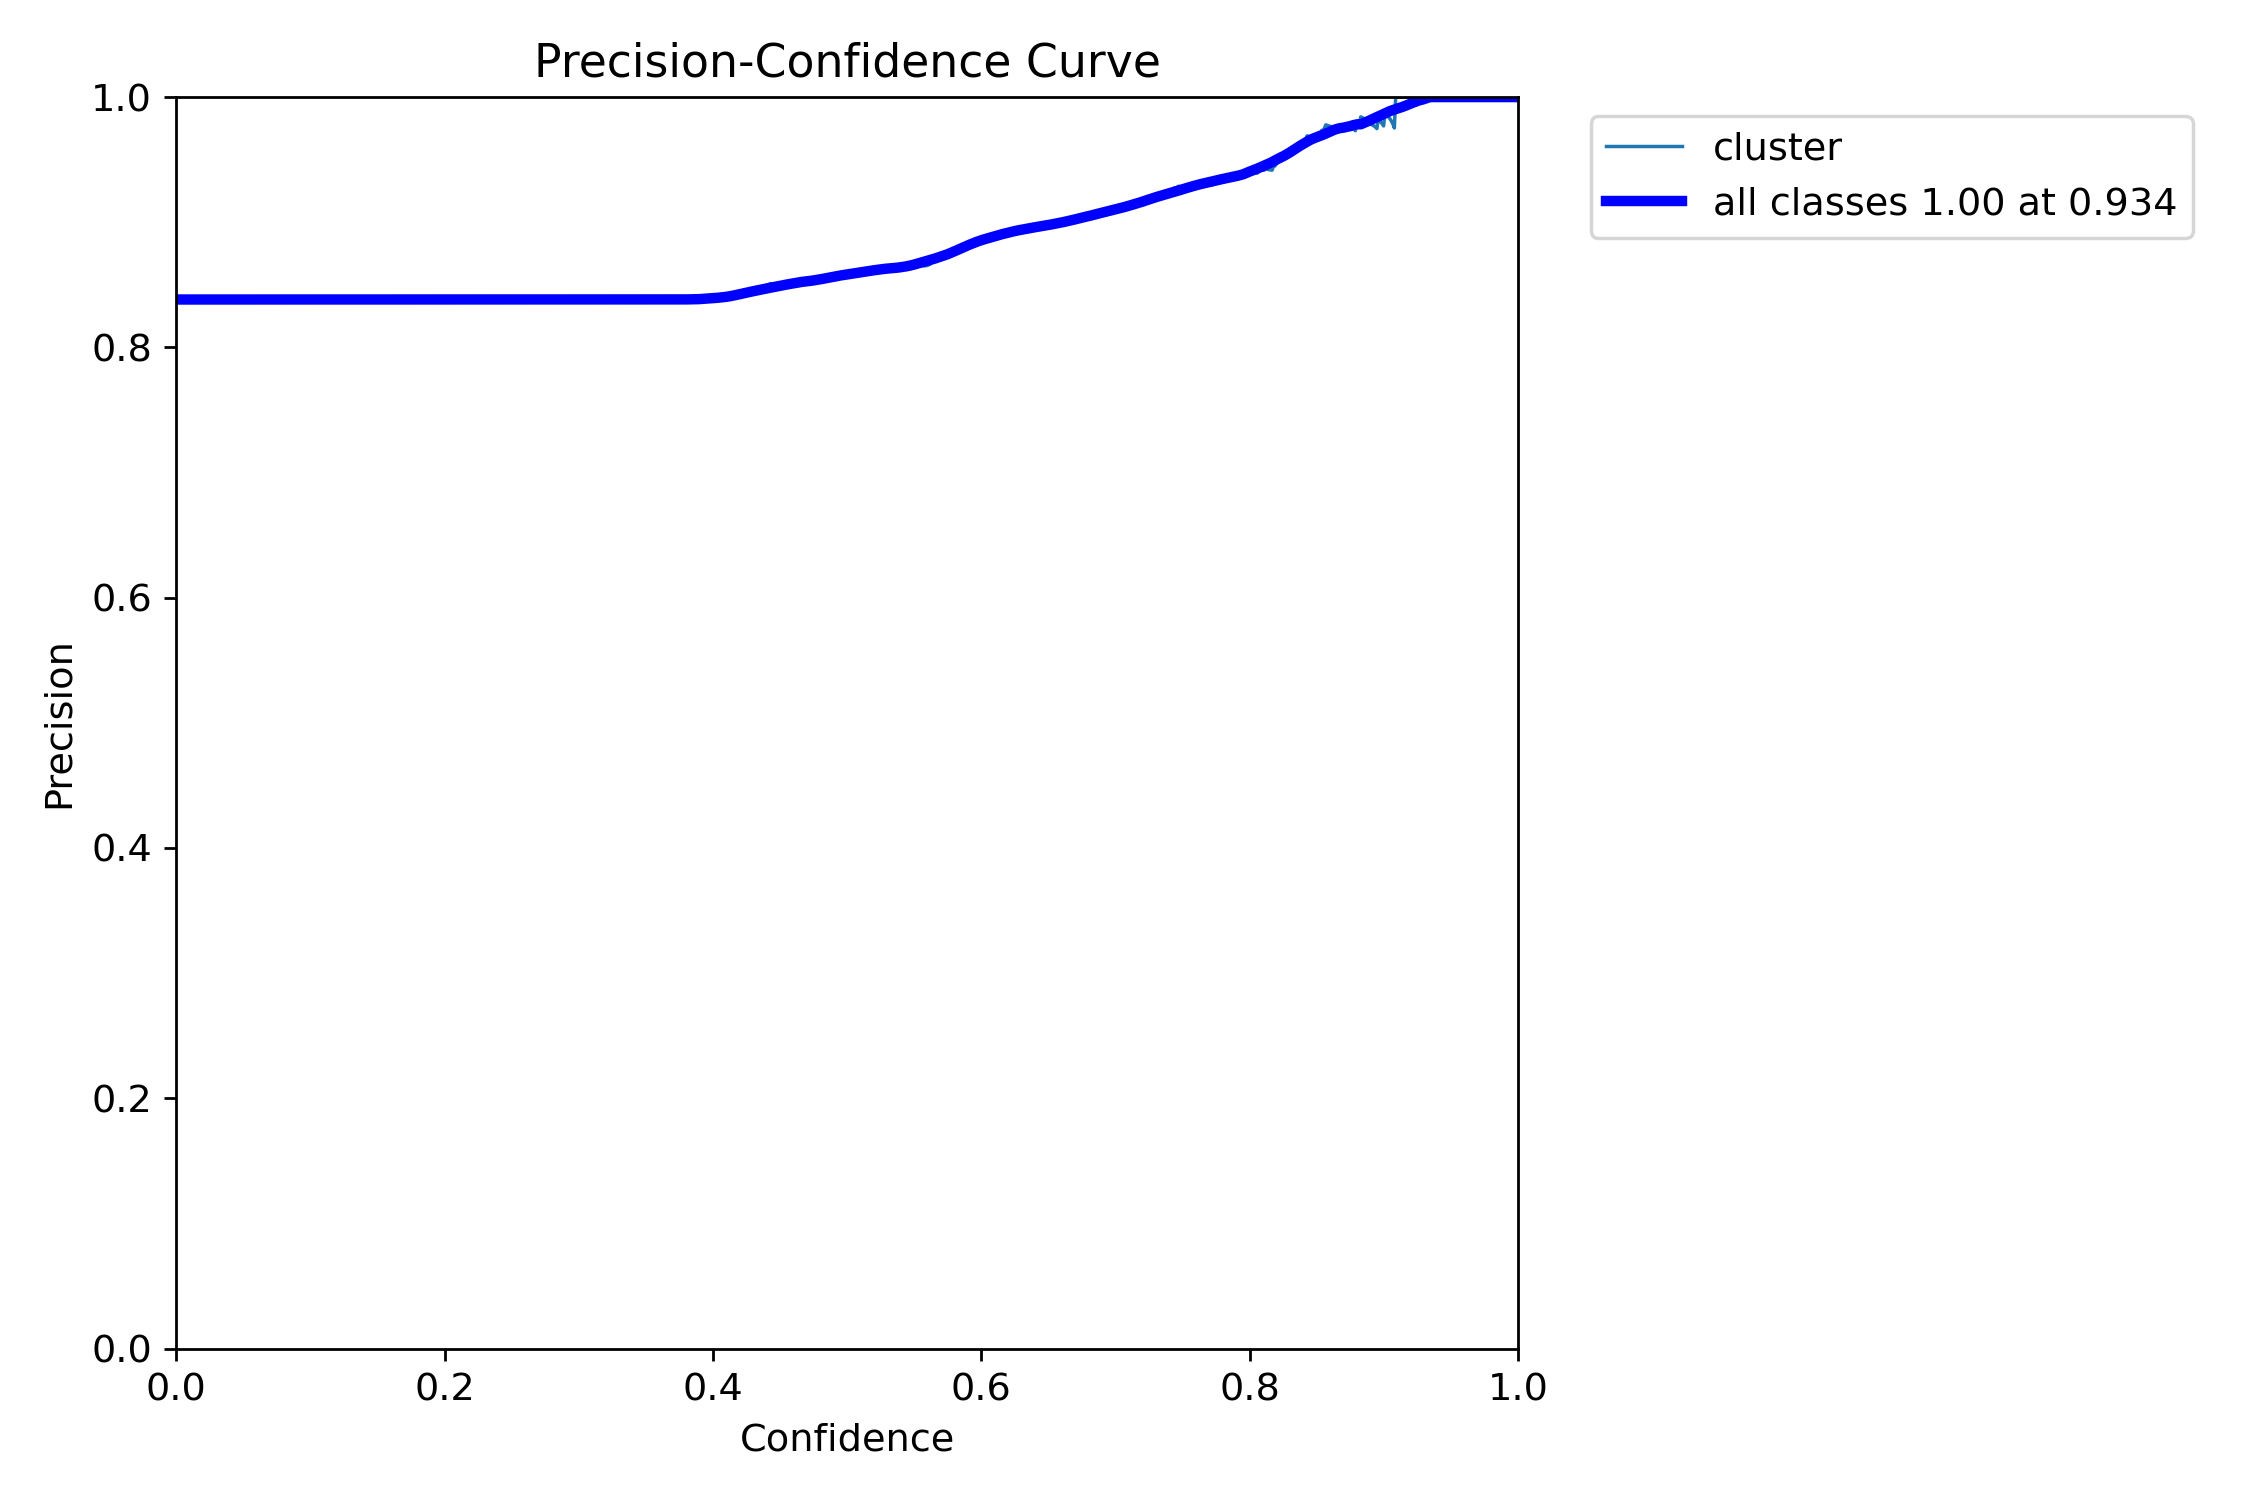 Precision-Confidence Curve
1.0
0.8
0.6
0.4
0.2
0.0
Precision
0.0 0.2 0.4 0.6 0.8 1.0
Confidence
cluster
all classes 1.00 at 0.934